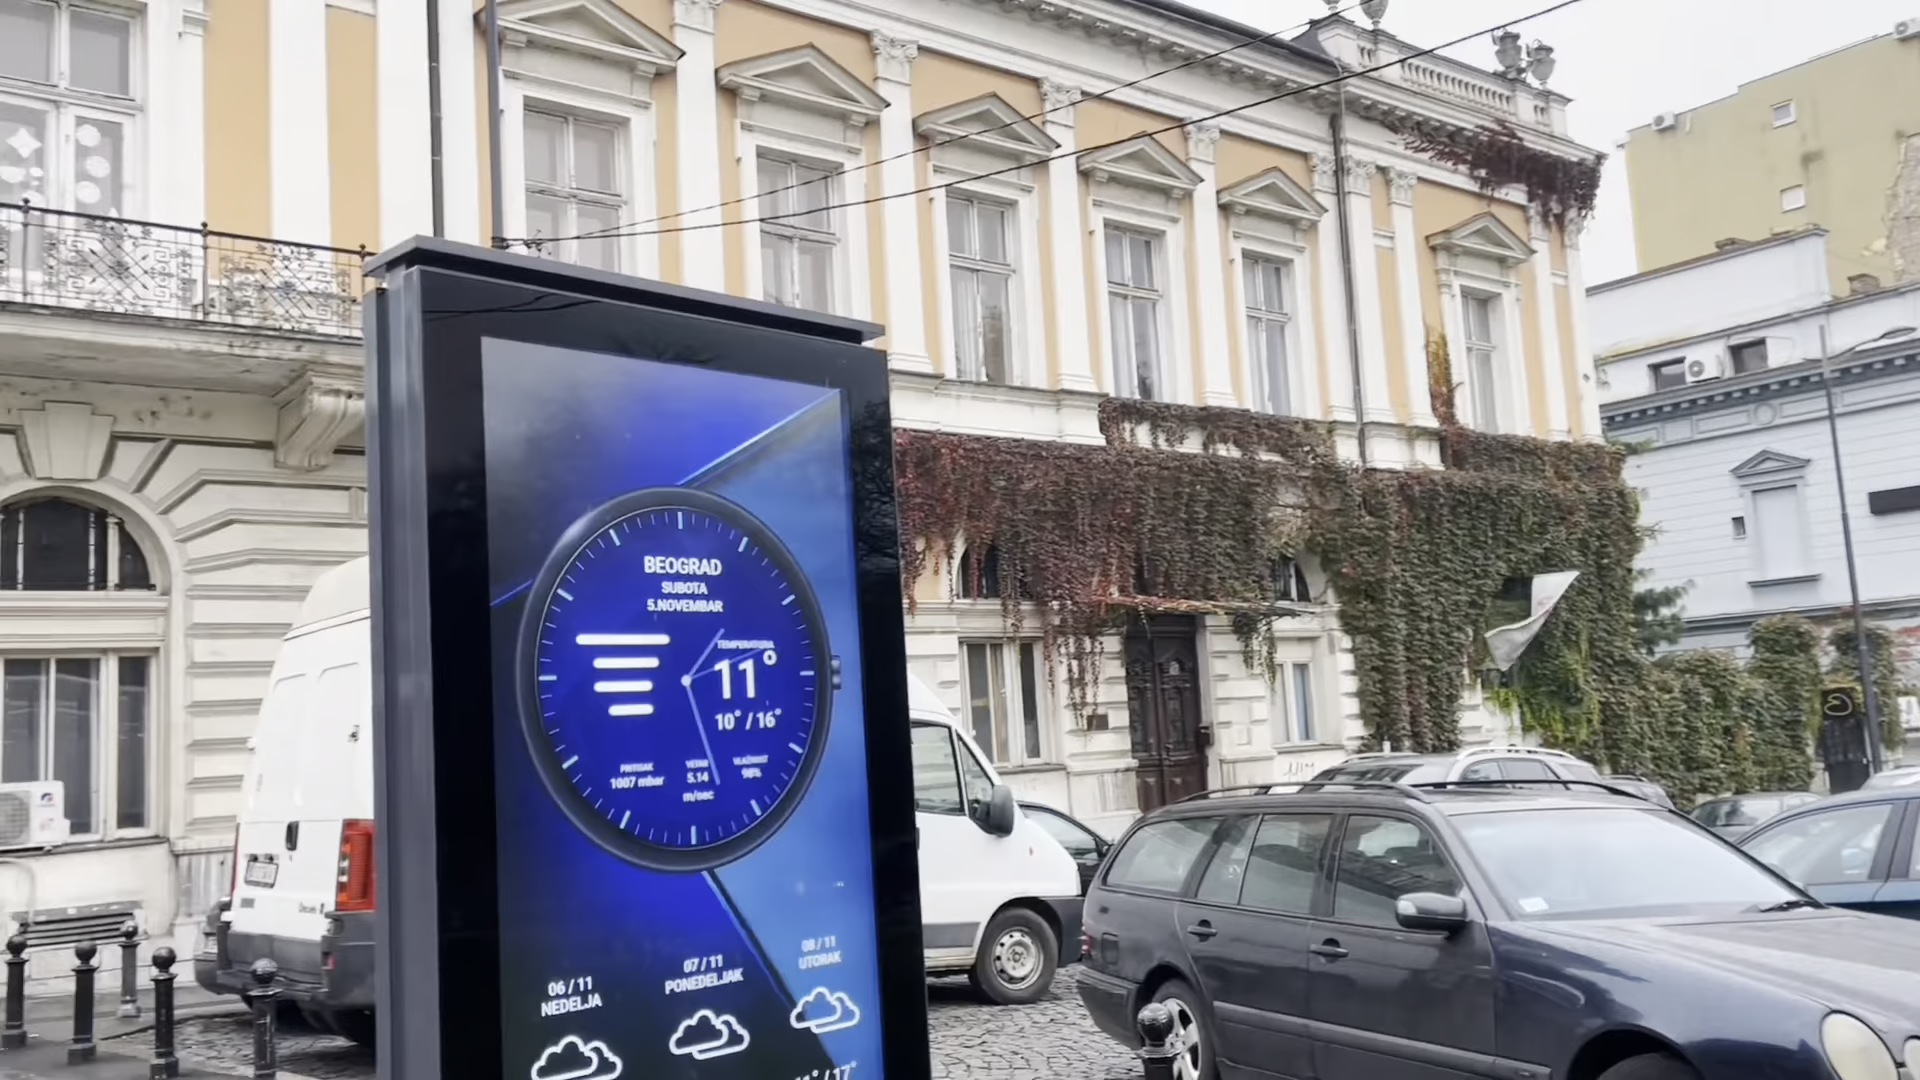 BEOGRAD
SUBOTA
5.NOVEMBAR
TEMPERATURA
11°
10° / 16°
PRITISAK
1007 mbar
VETAR
5.14
m/sec
VLAŽNOST
98%
06 / 11
NEDELJA
07 / 11
PONEDELJAK
08 / 11
UTORAK